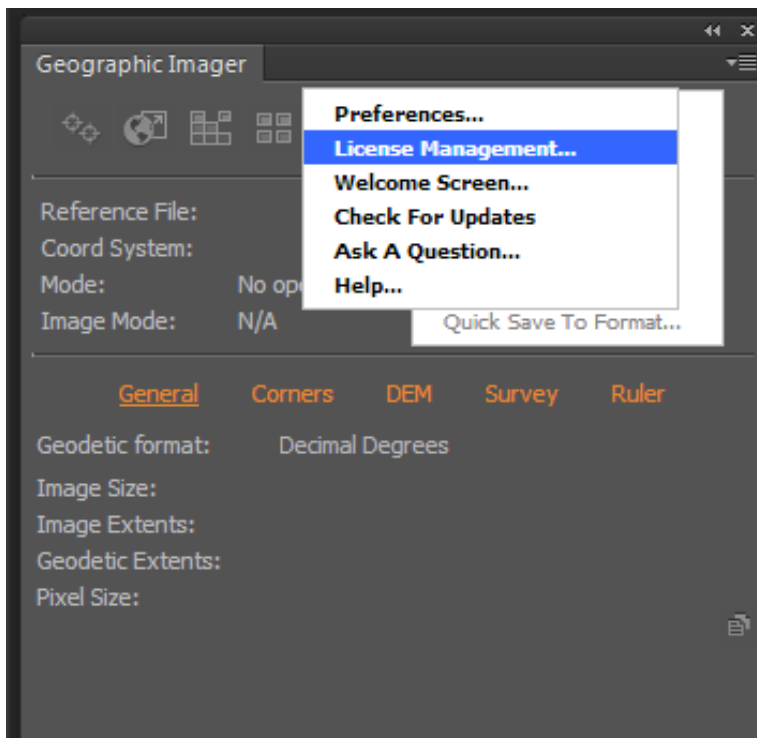 Geographic Imager
Preferences...
License Management...
Welcome Screen...
Check For Updates
Ask A Question...
Help...
Reference File:
Coord System:
Mode: No ope
Image Mode: N/A
Quick Save To Format...
General Corners DEM Survey Ruler
Geodetic format: Decimal Degrees
Image Size:
Image Extents:
Geodetic Extents:
Pixel Size: